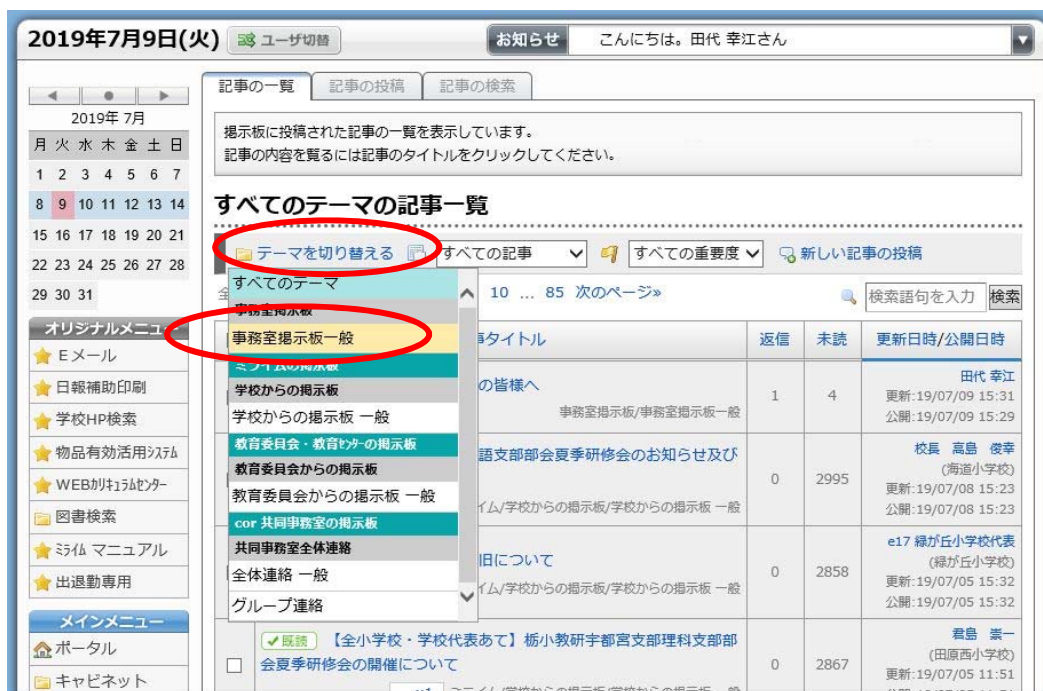 2019年7月9日(火) ユーザ切替 お知らせ こんにちは。田代 幸江さん
記事の一覧 記事の投稿 記事の検索
2019年 7月
月 火 水 木 金 土 日
1 2 3 4 5 6 7
8 9 10 11 12 13 14
15 16 17 18 19 20 21
22 23 24 25 26 27 28
29 30 31
オリジナルメニュー
Eメール
日報補助印刷
学校HP検索
物品有効活用システム
WEBカリキュラムセンター
図書検索
ミライム マニュアル
出退勤専用
メインメニュー
ポータル
キャビネット
掲示板に投稿された記事の一覧を表示しています。
記事の内容を覧るには記事のタイトルをクリックしてください。
すべてのテーマの記事一覧
テーマを切り替える すべての記事 すべての重要度 新しい記事の投稿
すべてのテーマ
事務室掲示板
事務室掲示板一般
ミライムの掲示板
学校からの掲示板
学校からの掲示板 一般
教育委員会・教育センターの掲示板
教育委員会からの掲示板
教育委員会からの掲示板 一般
cor 共同事務室の掲示板
共同事務室全体連絡
全体連絡 一般
グループ連絡
10 ... 85 次のページ» 検索語句を入力 検索
タイトル 返信 未読 更新日時/公開日時
の皆様へ
事務室掲示板/事務室掲示板一般
1 4
田代 幸江
更新:19/07/09 15:31
公開:19/07/09 15:29
語支部部会夏季研修会のお知らせ及び
イム/学校からの掲示板/学校からの掲示板 一般
0 2995
校長 高島 俊幸
(海道小学校)
更新:19/07/08 15:23
公開:19/07/08 15:23
旧について
イム/学校からの掲示板/学校からの掲示板 一般
0 2858
e17 緑が丘小学校代表
(緑が丘小学校)
更新:19/07/05 15:32
公開:19/07/05 15:32
既読 【全小学校・学校代表あて】栃小教研宇都宮支部理科支部部
会夏季研修会の開催について
0 2867
君島 崇一
(田原西小学校)
更新:19/07/05 11:51